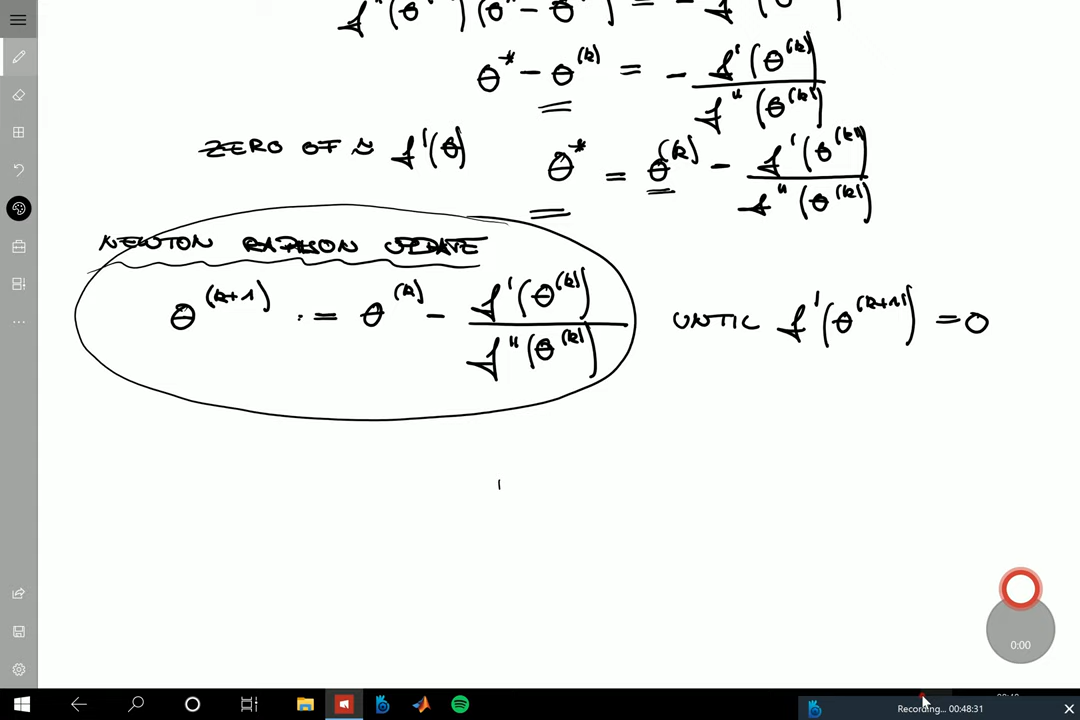 f''(θ^(k))(θ* - θ^(k)) = - f'(θ^(k))
θ* - θ^(k) = - f'(θ^(k)) / f''(θ^(k))
ZERO OF ≈ f'(θ) θ* = θ^(k) - f'(θ^(k)) / f''(θ^(k))
NEWTON RAPHSON UPDATE
θ^(k+1) := θ^(k) - f'(θ^(k)) / f''(θ^(k)) UNTIL f'(θ^(k+1)) = 0
0:00
Recording... 00:48:31